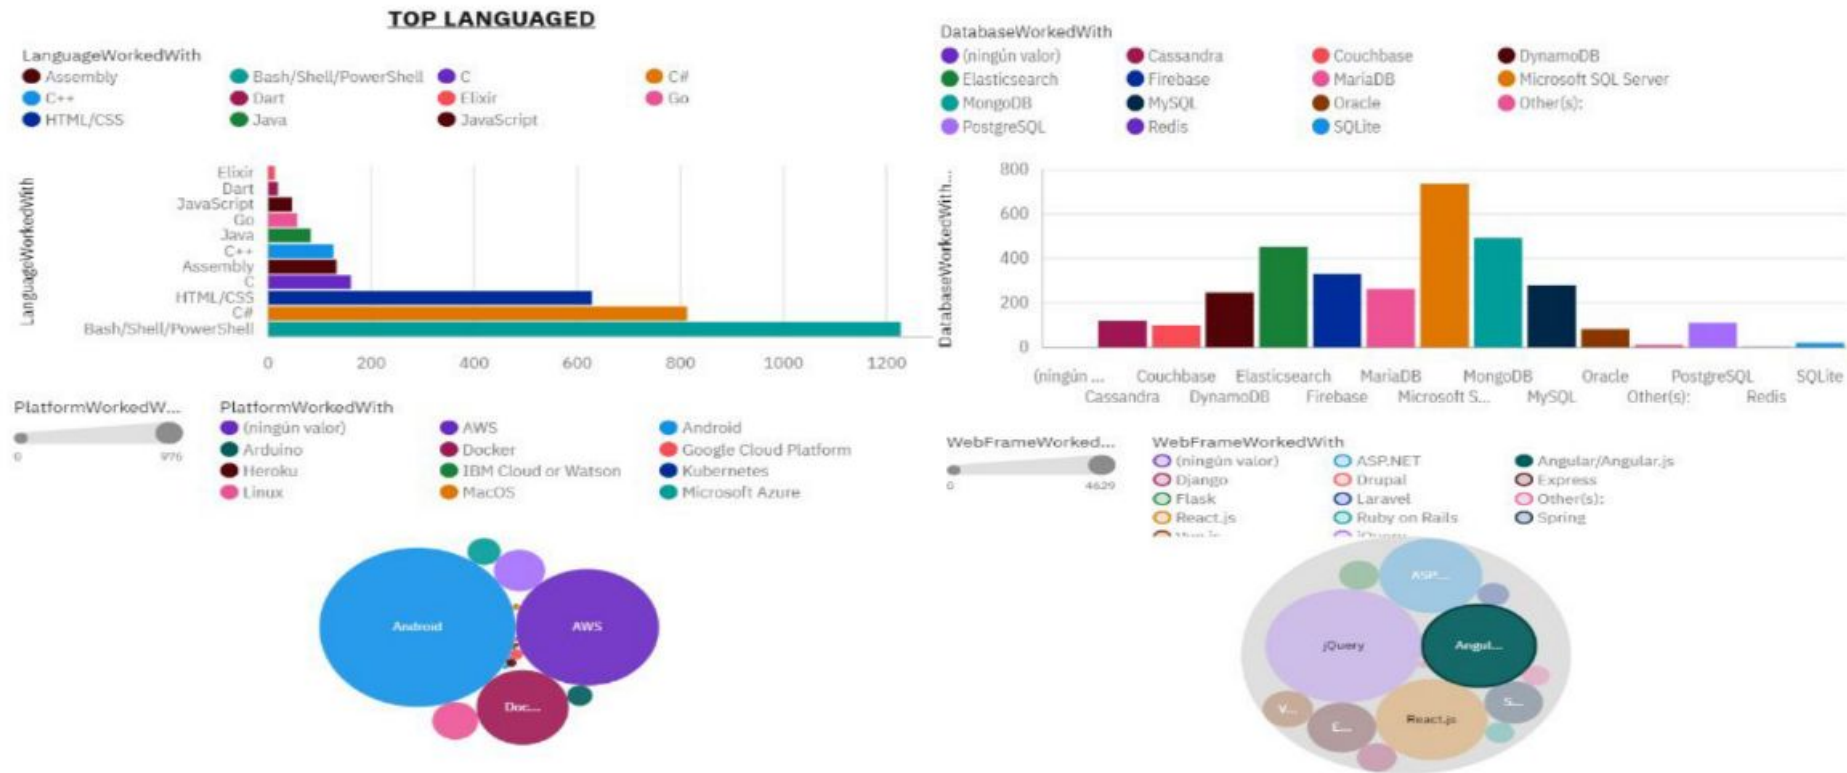 TOP LANGUAGED
LanguageWorkedWith
Assembly Bash/Shell/PowerShell C C#
C++ Dart Elixir Go
HTML/CSS Java JavaScript
LanguageWorkedWith
Elixir
Dart
JavaScript
Go
Java
C++
Assembly
C
HTML/CSS
C#
Bash/Shell/PowerShell
0 200 400 600 800 1000 1200
DatabaseWorkedWith
(ningún valor) Cassandra Couchbase DynamoDB
Elasticsearch Firebase MariaDB Microsoft SQL Server
MongoDB MySQL Oracle Other(s):
PostgreSQL Redis SQLite
DatabaseWorkedWith...
800
600
400
200
0
(ningún ... Couchbase Elasticsearch MariaDB MongoDB Oracle PostgreSQL SQLite
Cassandra DynamoDB Firebase Microsoft S... MySQL Other(s): Redis
PlatformWorkedW...
0 976
PlatformWorkedWith
(ningún valor) AWS Android
Arduino Docker Google Cloud Platform
Heroku IBM Cloud or Watson Kubernetes
Linux MacOS Microsoft Azure
Android
AWS
Doc...
WebFrameWorked...
0 4629
WebFrameWorkedWith
(ningún valor) ASP.NET Angular/Angular.js
Django Drupal Express
Flask Laravel Other(s):
React.js Ruby on Rails Spring
ASP...
jQuery
Angul...
V...
E...
React.js
S...